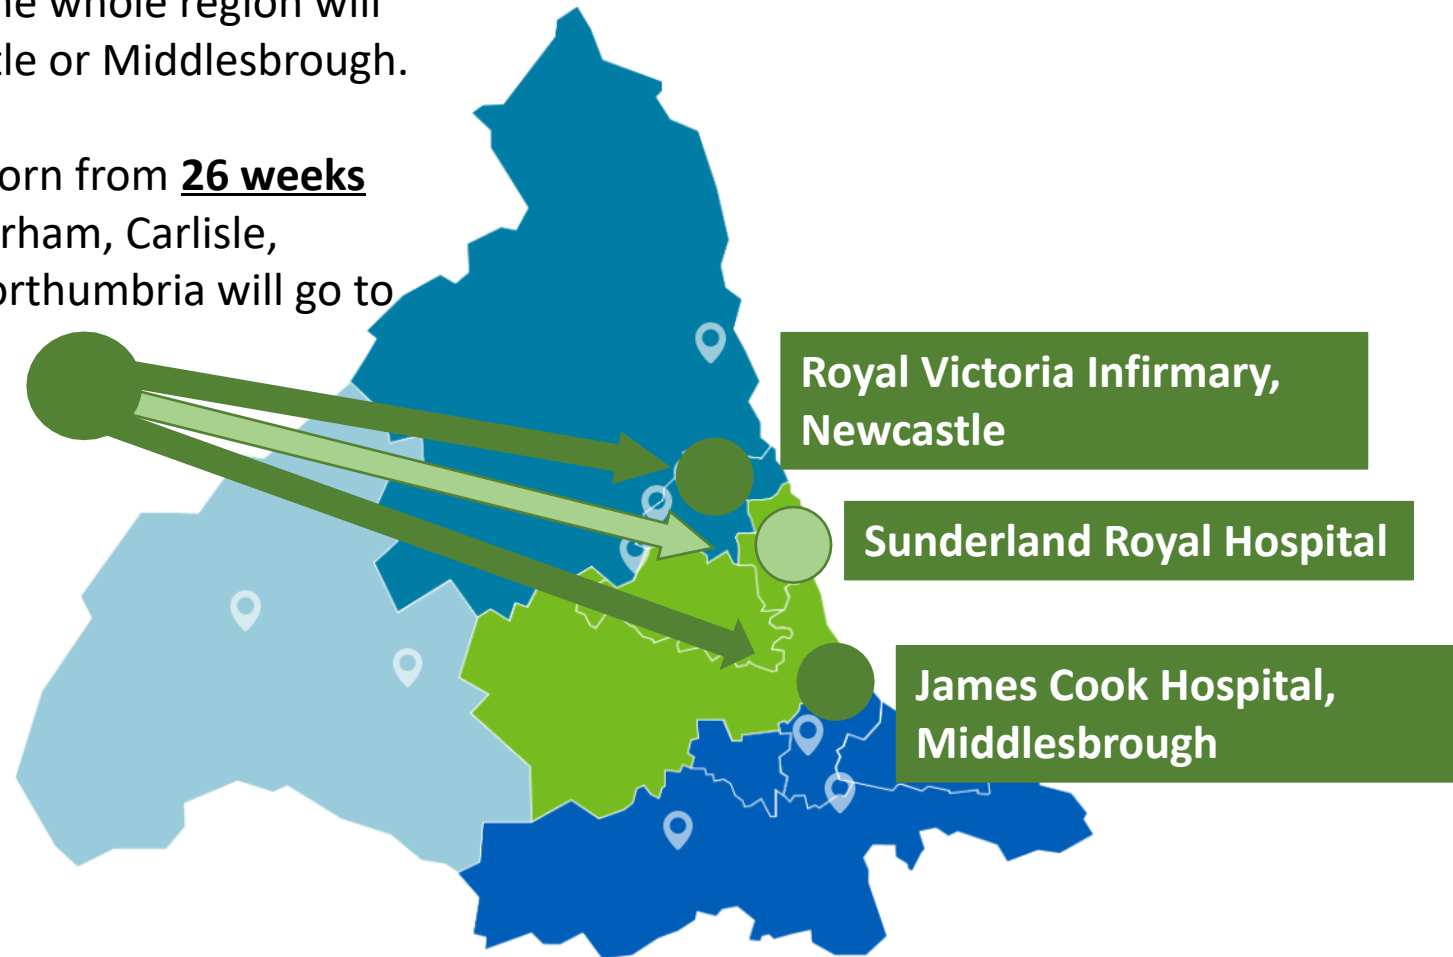 he whole region will
tle or Middlesbrough.
orn from 26 weeks
rham, Carlisle,
orthumbria will go to
Royal Victoria Infirmary,
Newcastle
Sunderland Royal Hospital
James Cook Hospital,
Middlesbrough